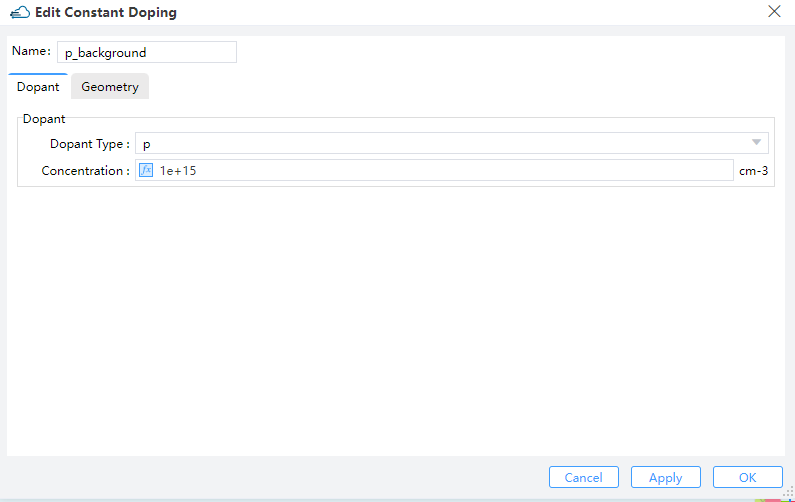 Edit Constant Doping
Name: p_background
Dopant Geometry
Dopant
Dopant Type : p
Concentration : fx 1e+15 cm-3
Cancel Apply OK